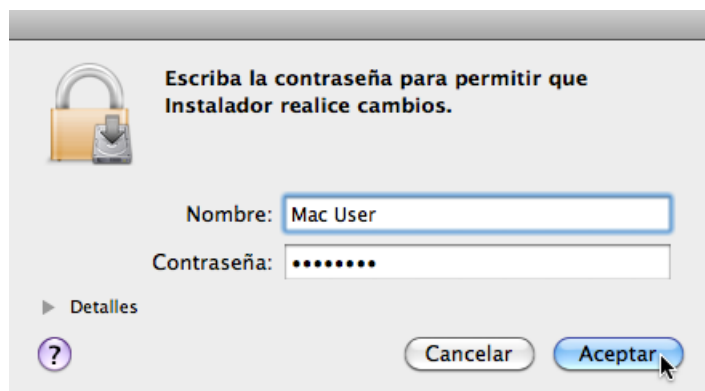 Escriba la contraseña para permitir que
Instalador realice cambios.
Nombre: Mac User
Contraseña: ••••••••
Detalles
?
Cancelar
Aceptar